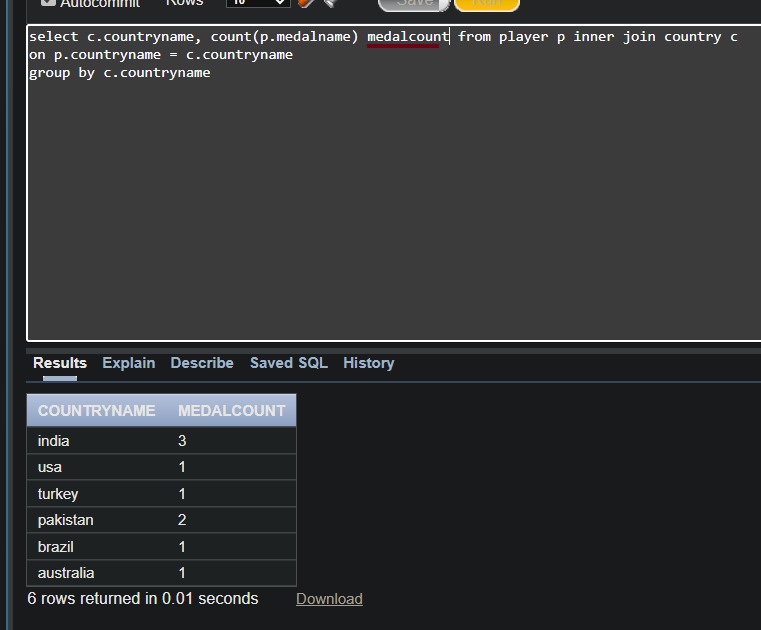 Autocommit Rows 10 Save Run
select c.countryname, count(p.medalname) medalcount from player p inner join country c
on p.countryname = c.countryname
group by c.countryname
Results Explain Describe Saved SQL History
COUNTRYNAME MEDALCOUNT
india 3
usa 1
turkey 1
pakistan 2
brazil 1
australia 1
6 rows returned in 0.01 seconds Download